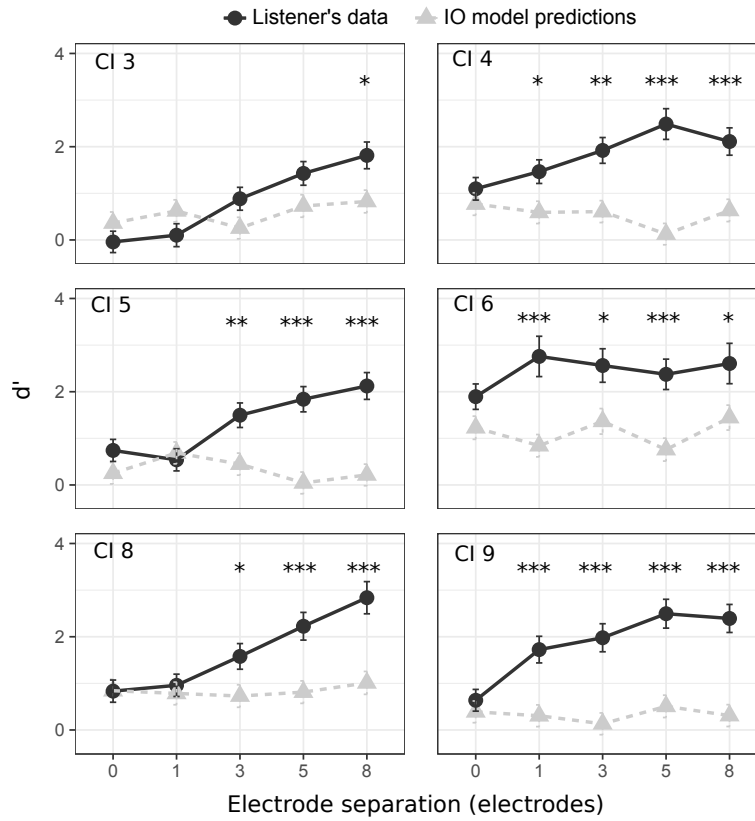 Listener's data IO model predictions
CI 3 CI 4
4
* * ** *** ***
2
0
CI 5 CI 6
4
** *** *** *** * *** *
2
0
d'
CI 8 CI 9
4
* *** *** *** *** *** ***
2
0
0 1 3 5 8 0 1 3 5 8
Electrode separation (electrodes)